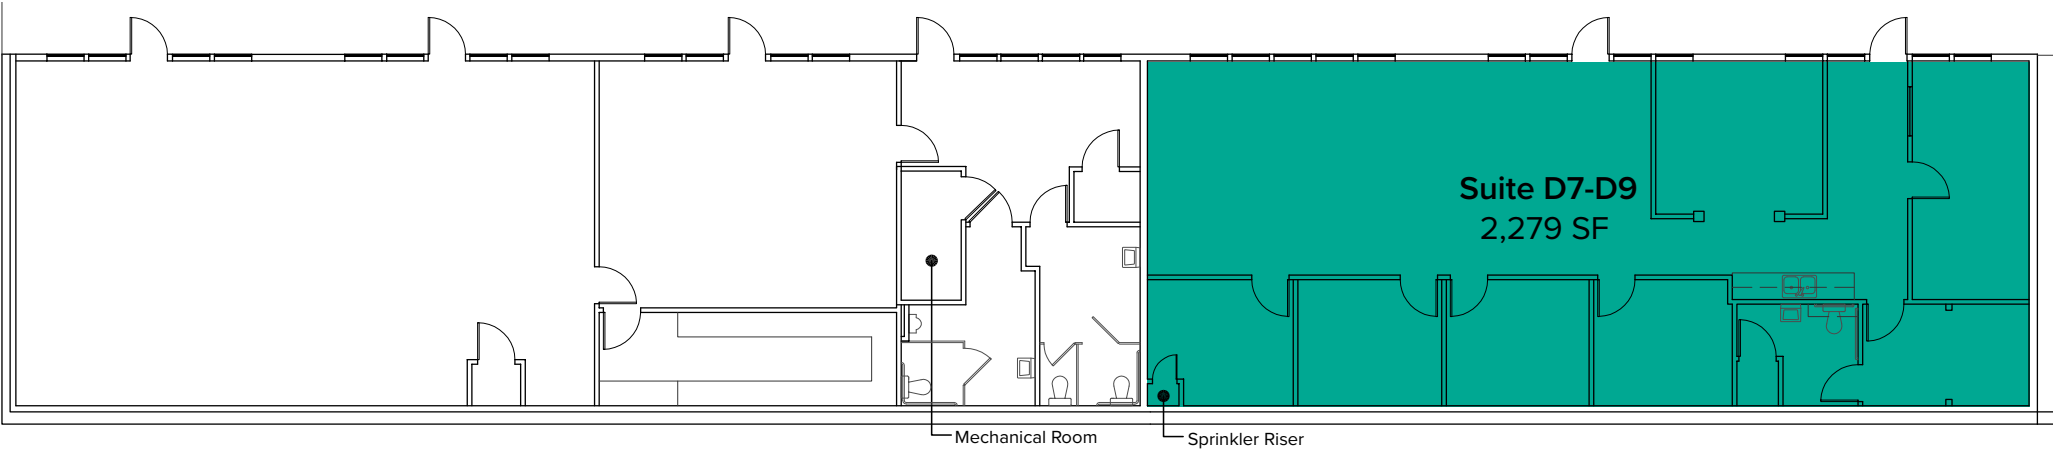 Suite D7-D9
2,279 SF
Mechanical Room
Sprinkler Riser